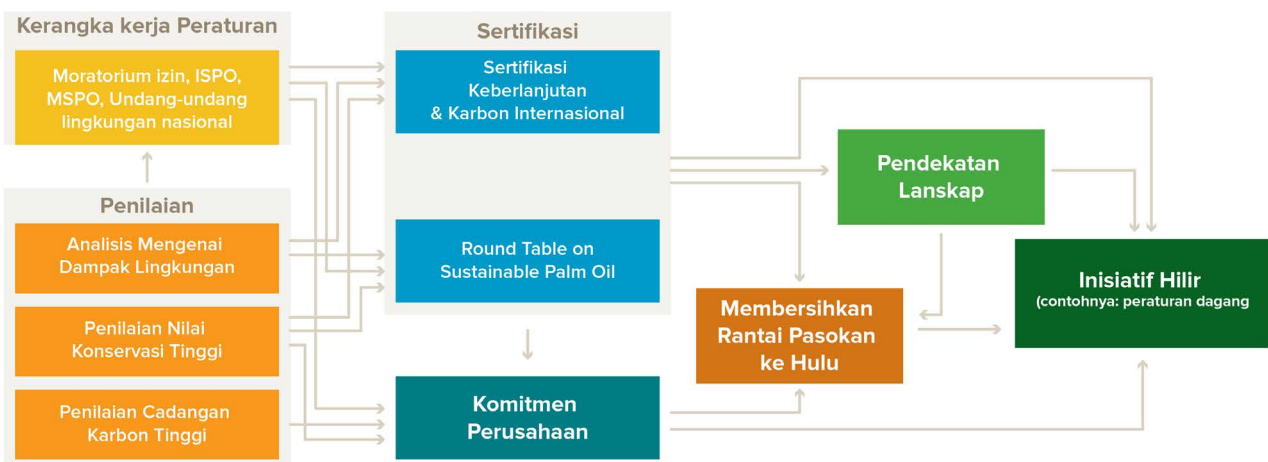 Kerangka kerja Peraturan
Moratorium izin, ISPO,
MSPO, Undang-undang
lingkungan nasional
Penilaian
Analisis Mengenai
Dampak Lingkungan
Penilaian Nilai
Konservasi Tinggi
Penilaian Cadangan
Karbon Tinggi
Sertifikasi
Sertifikasi
Keberlanjutan
& Karbon Internasional
Round Table on
Sustainable Palm Oil
Komitmen
Perusahaan
Pendekatan
Lanskap
Membersihkan
Rantai Pasokan
ke Hulu
Inisiatif Hilir
(contohnya: peraturan dagang